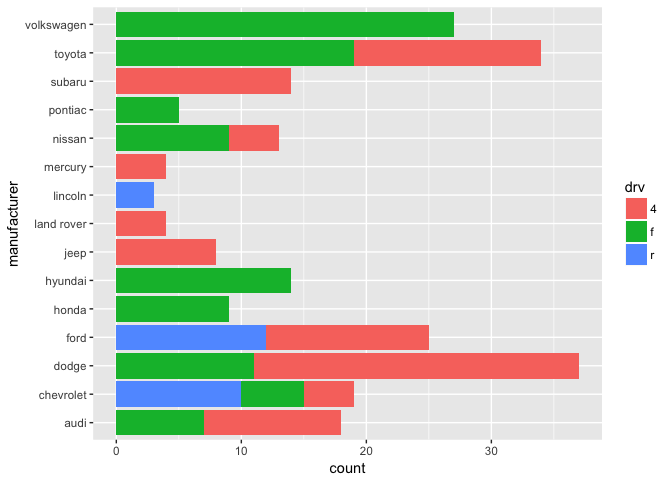 volkswagen
toyota
subaru
pontiac
nissan
mercury
lincoln
land rover
jeep
hyundai
honda
ford
dodge
chevrolet
audi
manufacturer
0 10 20 30
count
drv
4
f
r